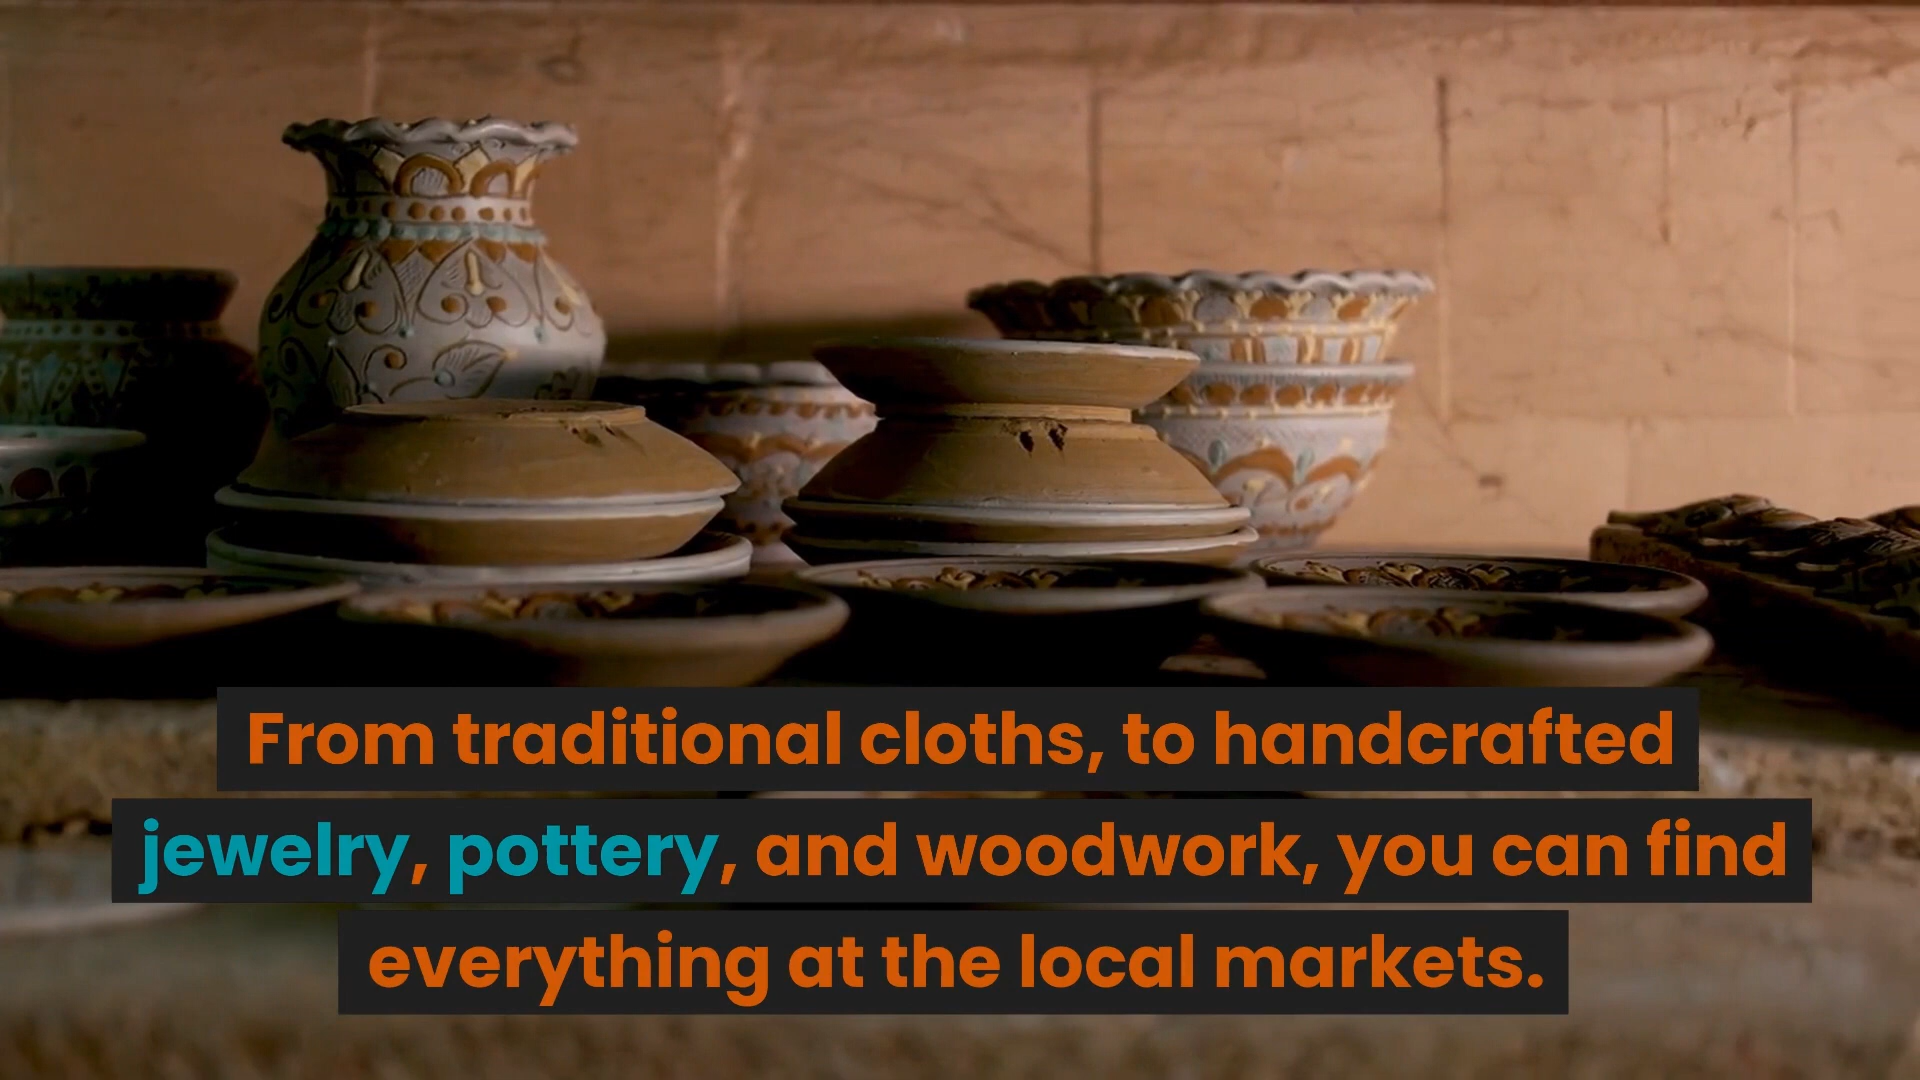 From traditional cloths, to handcrafted
jewelry, pottery, and woodwork, you can find
everything at the local markets.